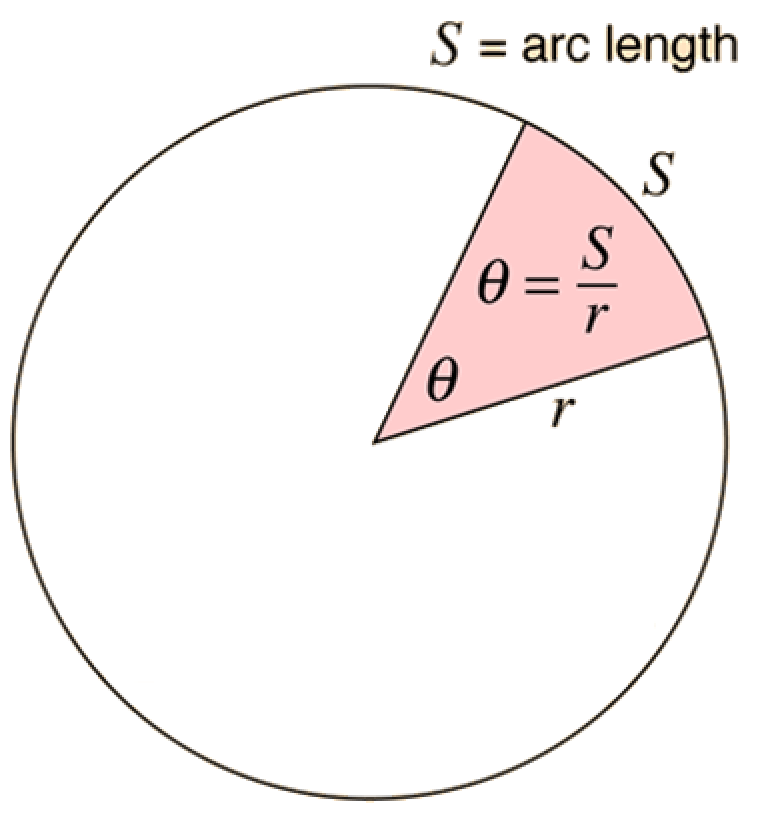 S = arc length
S
θ = S/r
θ
r